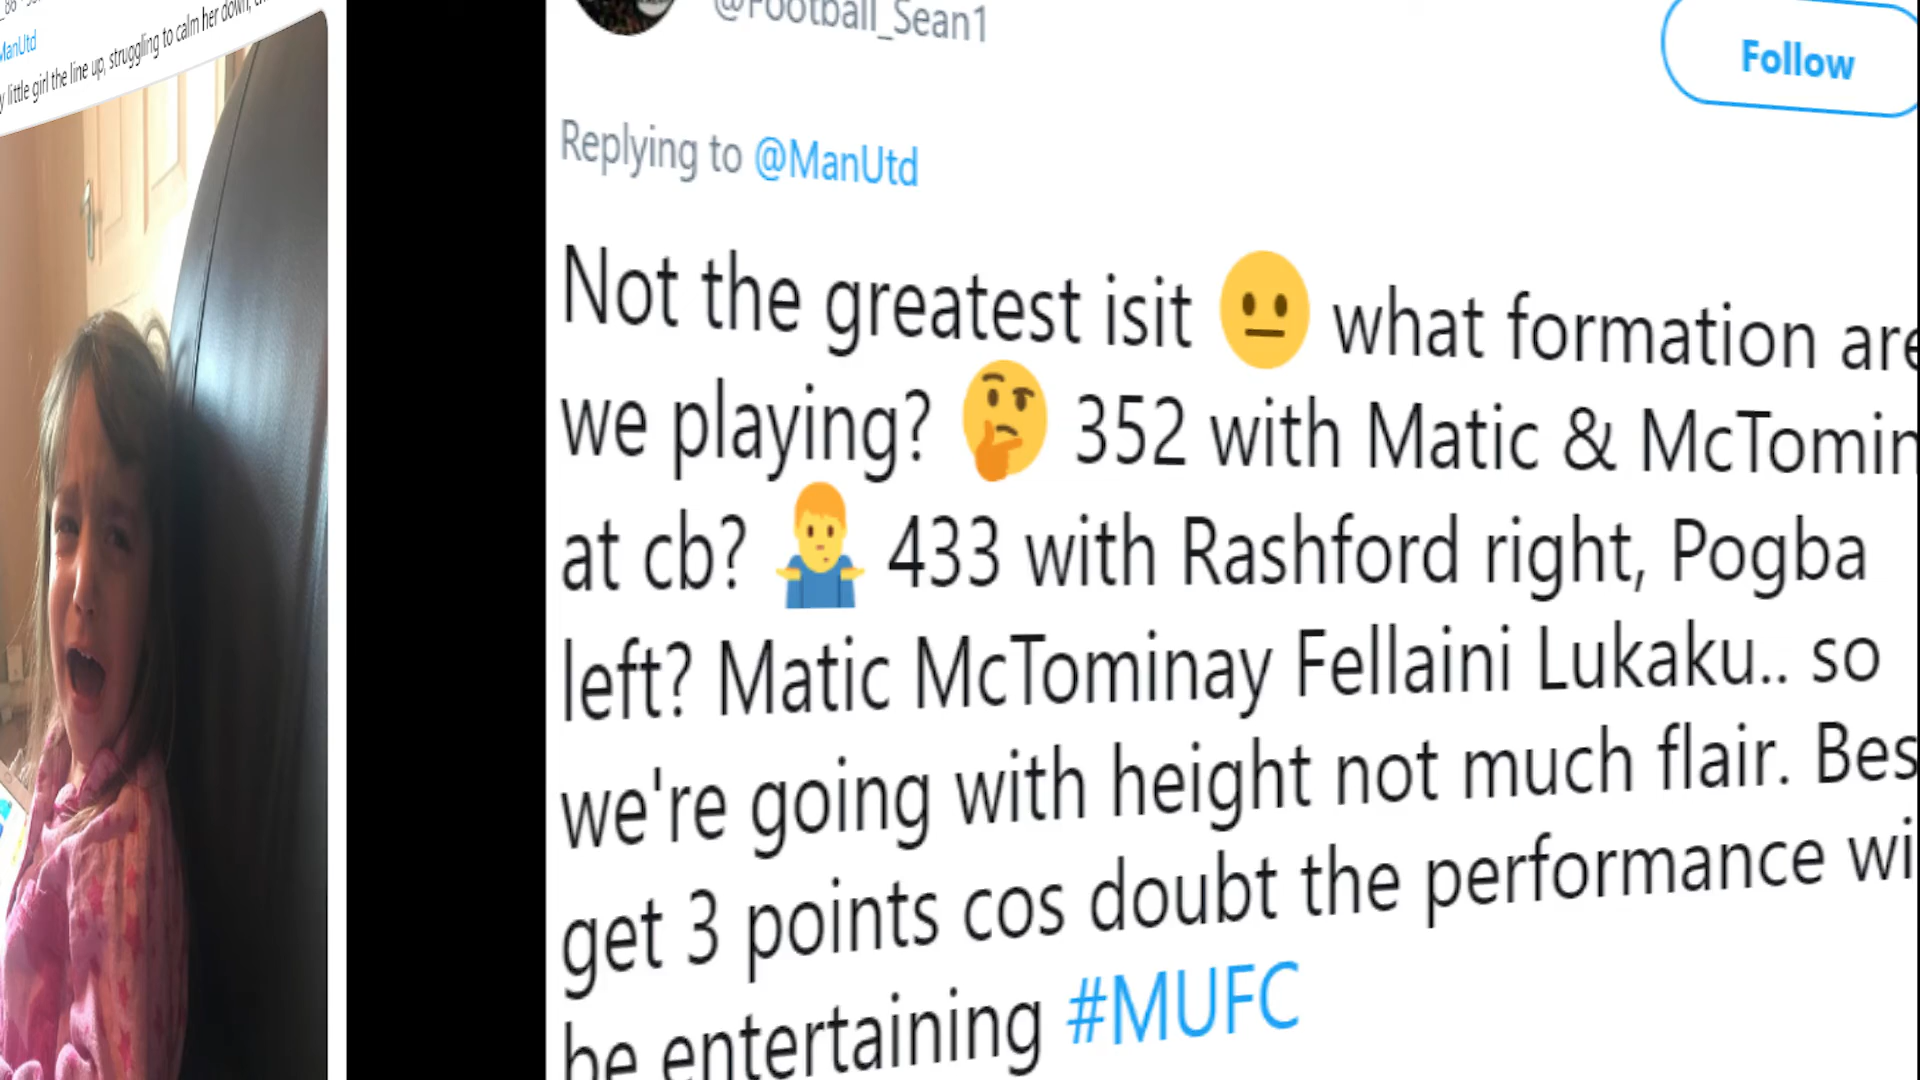 ManUtd
little girl the line up, struggling to calm her down,
@Football_Sean1
Follow
Replying to @ManUtd
Not the greatest isit 😐 what formation are
we playing? 🤔 352 with Matic & McTomin
at cb? 🤷‍♂️ 433 with Rashford right, Pogba
left? Matic McTominay Fellaini Lukaku.. so
we're going with height not much flair. Bes
get 3 points cos doubt the performance wi
be entertaining #MUFC